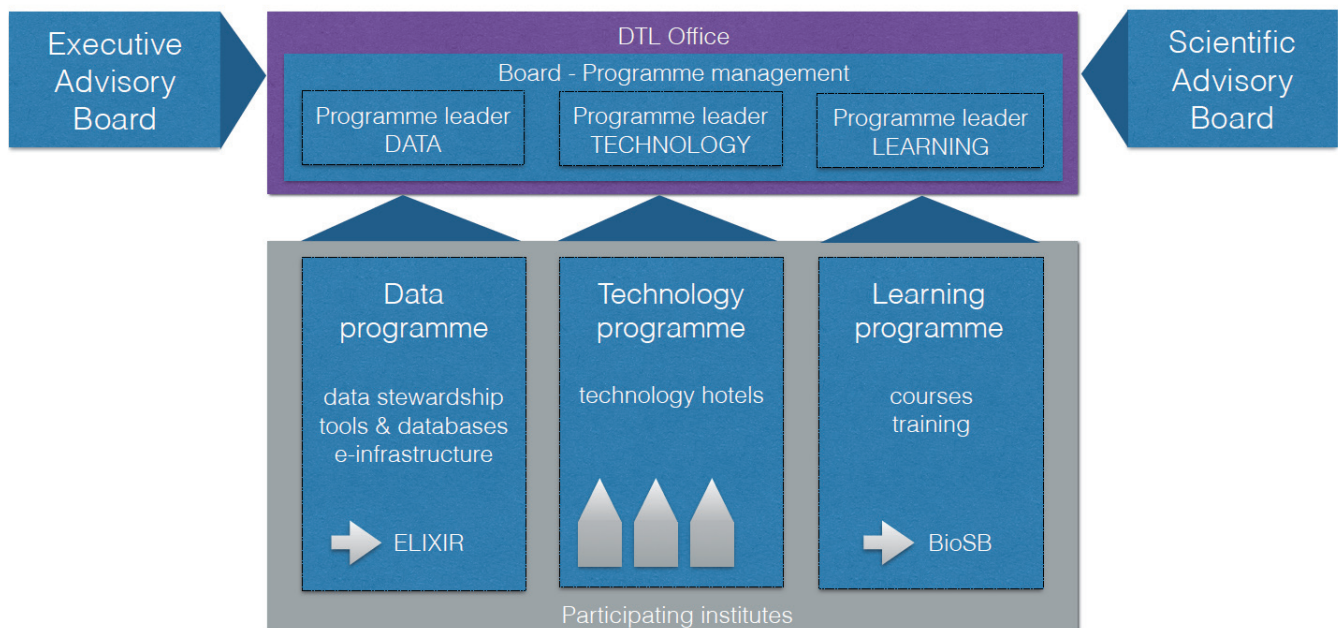 Executive
Advisory
Board
DTL Office
Board - Programme management
Programme leader
DATA
Programme leader
TECHNOLOGY
Programme leader
LEARNING
Scientific
Advisory
Board
Data
programme
data stewardship
tools & databases
e-infrastructure
ELIXIR
Technology
programme
technology hotels
Learning
programme
courses
training
BioSB
Participating institutes